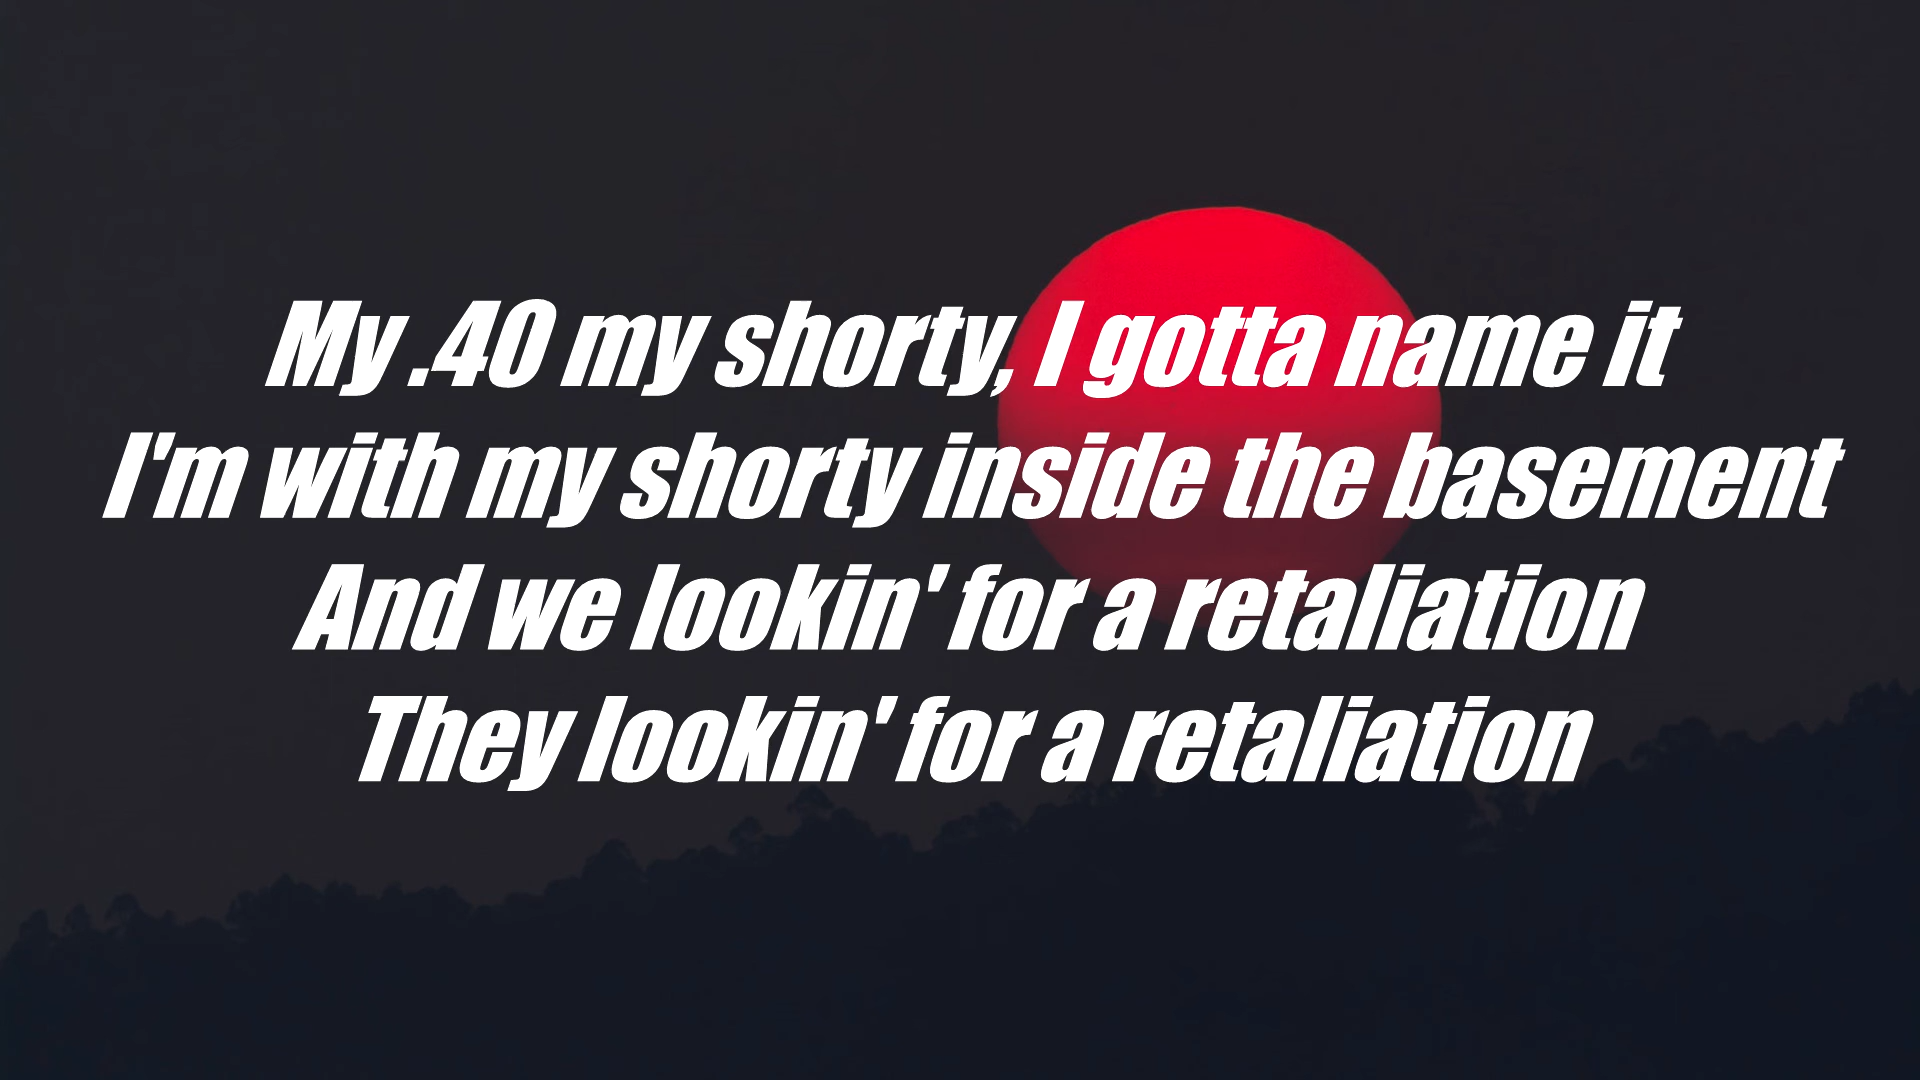 My .40 my shorty, I gotta name it
I'm with my shorty inside the basement
And we lookin' for a retaliation
They lookin' for a retaliation